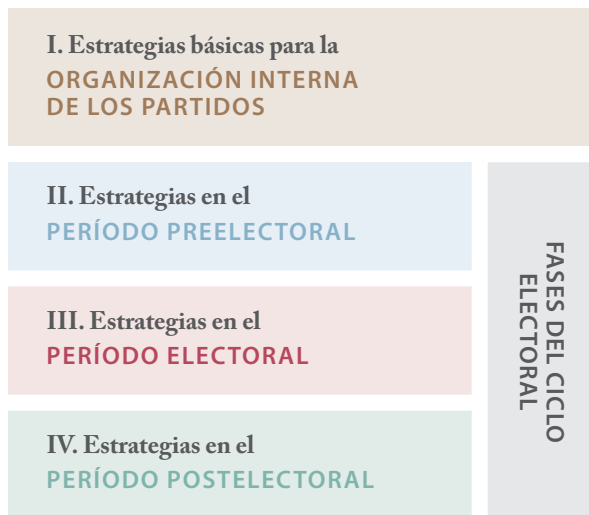 I. Estrategias básicas para la
ORGANIZACIÓN INTERNA
DE LOS PARTIDOS
II. Estrategias en el
PERÍODO PREELECTORAL
III. Estrategias en el
PERÍODO ELECTORAL
IV. Estrategias en el
PERÍODO POSTELECTORAL
FASES DEL CICLO
ELECTORAL